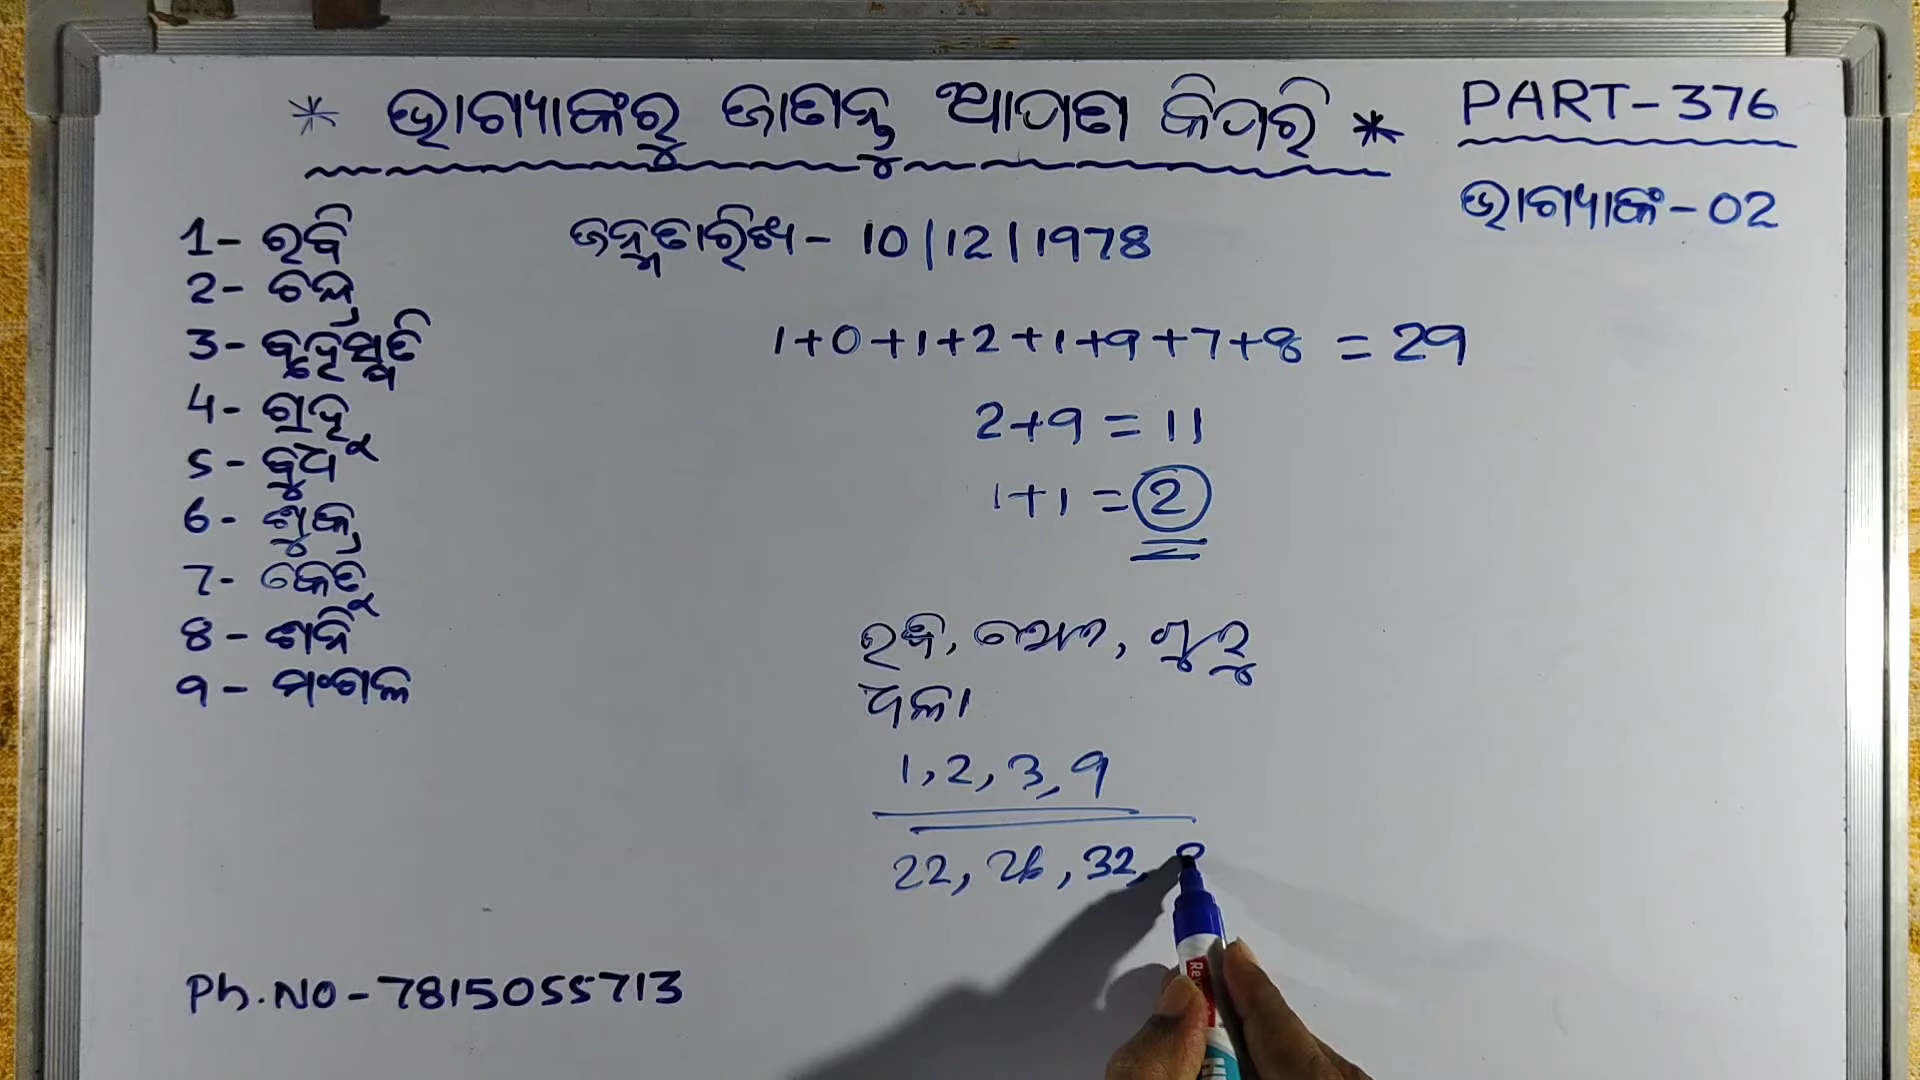 * ଭାଗ୍ୟାଙ୍କରୁ ଜାଣନ୍ତୁ ଆପଣ କିପରି *
PART-376
ଭାଗ୍ୟାଙ୍କ-02
ଜନ୍ମତାରିଖ - 10/12/1978
1- ରବି
2- ଚନ୍ଦ୍ର
3- ବୃହସ୍ପତି
4- ରାହୁ
5- ବୁଧ
6- ଶୁକ୍ର
7- କେତୁ
8- ଶନି
9- ମଂଗଳ
1+0+1+2+1+9+7+8 = 29
2+9 = 11
1+1 = 2
ରବି, ସୋମ, ଗୁରୁ
ଧଳା
1,2,3,9
22, 26, 32,
Ph.NO-7815055713